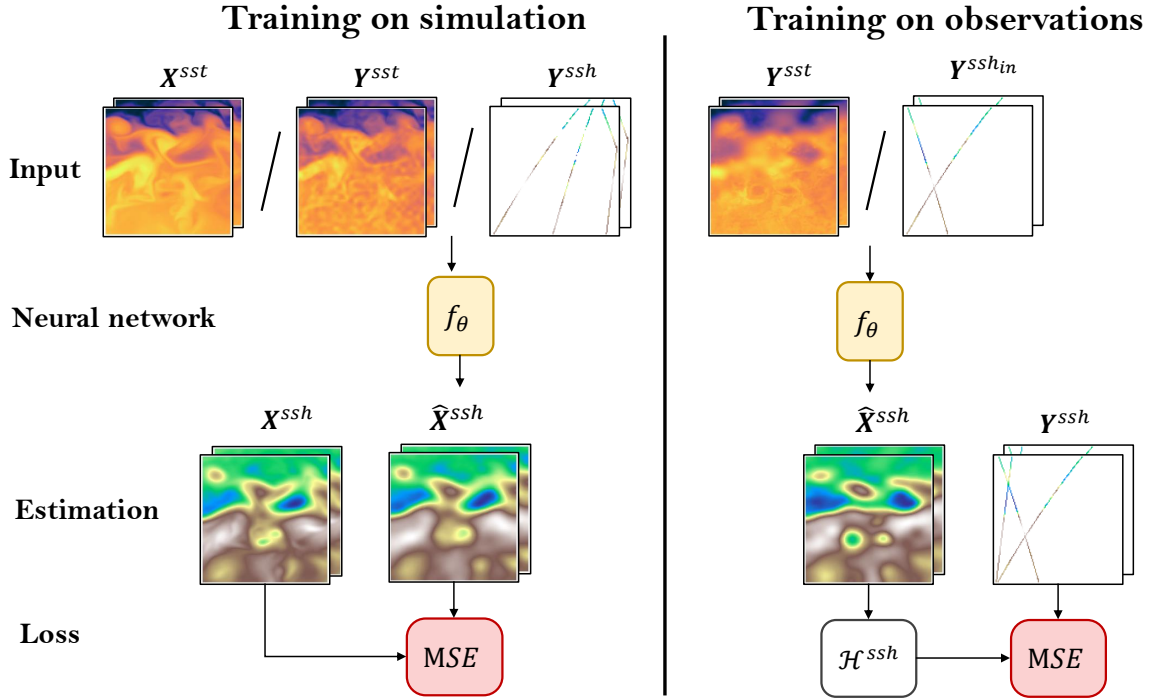 Training on simulation
Training on observations
X^sst
Y^sst
Y^ssh
Y^sst
Y^ssh_in
Input
/
/
/
Neural network
f_θ
f_θ
X^ssh
X̂^ssh
X̂^ssh
Y^ssh
Estimation
Loss
MSE
ℋ^ssh
MSE